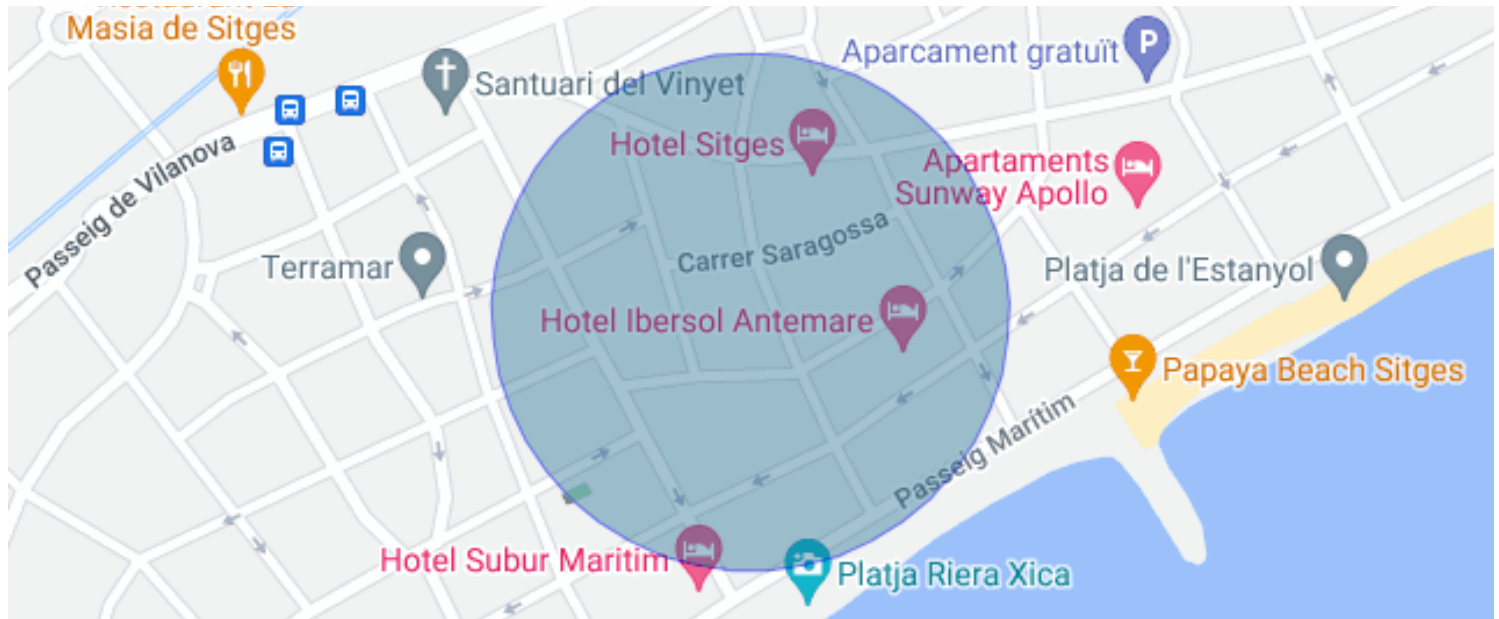 Masia de Sitges
Aparcament gratuït
P
Santuari del Vinyet
Hotel Sitges
Passeig de Vilanova
Apartaments
Sunway Apollo
Carrer Saragossa
Terramar
Platja de l'Estanyol
Hotel Ibersol Antemare
Papaya Beach Sitges
Passeig Marítim
Hotel Subur Maritim
Platja Riera Xica